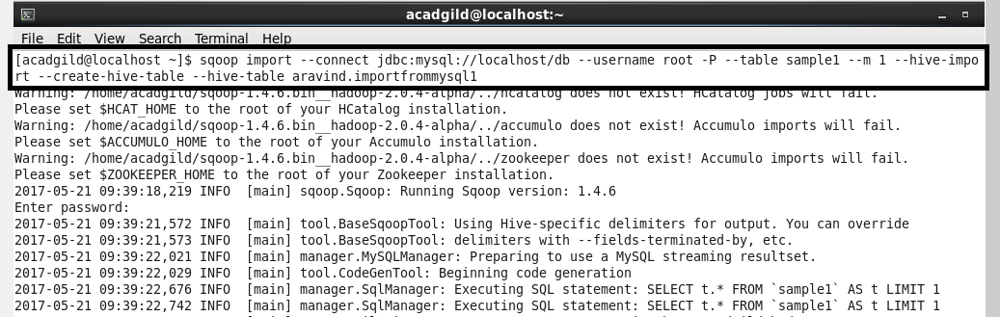 acadgild@localhost:~
File Edit View Search Terminal Help
[acadgild@localhost ~]$ sqoop import --connect jdbc:mysql://localhost/db --username root -P --table sample1 --m 1 --hive-impo
rt --create-hive-table --hive-table aravind.importfrommysql1
Warning: /home/acadgild/sqoop-1.4.6.bin__hadoop-2.0.4-alpha/../hcatalog does not exist! HCatalog jobs will fail.
Please set $HCAT_HOME to the root of your HCatalog installation.
Warning: /home/acadgild/sqoop-1.4.6.bin__hadoop-2.0.4-alpha/../accumulo does not exist! Accumulo imports will fail.
Please set $ACCUMULO_HOME to the root of your Accumulo installation.
Warning: /home/acadgild/sqoop-1.4.6.bin__hadoop-2.0.4-alpha/../zookeeper does not exist! Accumulo imports will fail.
Please set $ZOOKEEPER_HOME to the root of your Zookeeper installation.
2017-05-21 09:39:18,219 INFO  [main] sqoop.Sqoop: Running Sqoop version: 1.4.6
Enter password:
2017-05-21 09:39:21,572 INFO  [main] tool.BaseSqoopTool: Using Hive-specific delimiters for output. You can override
2017-05-21 09:39:21,573 INFO  [main] tool.BaseSqoopTool: delimiters with --fields-terminated-by, etc.
2017-05-21 09:39:22,021 INFO  [main] manager.MySQLManager: Preparing to use a MySQL streaming resultset.
2017-05-21 09:39:22,029 INFO  [main] tool.CodeGenTool: Beginning code generation
2017-05-21 09:39:22,676 INFO  [main] manager.SqlManager: Executing SQL statement: SELECT t.* FROM `sample1` AS t LIMIT 1
2017-05-21 09:39:22,742 INFO  [main] manager.SqlManager: Executing SQL statement: SELECT t.* FROM `sample1` AS t LIMIT 1